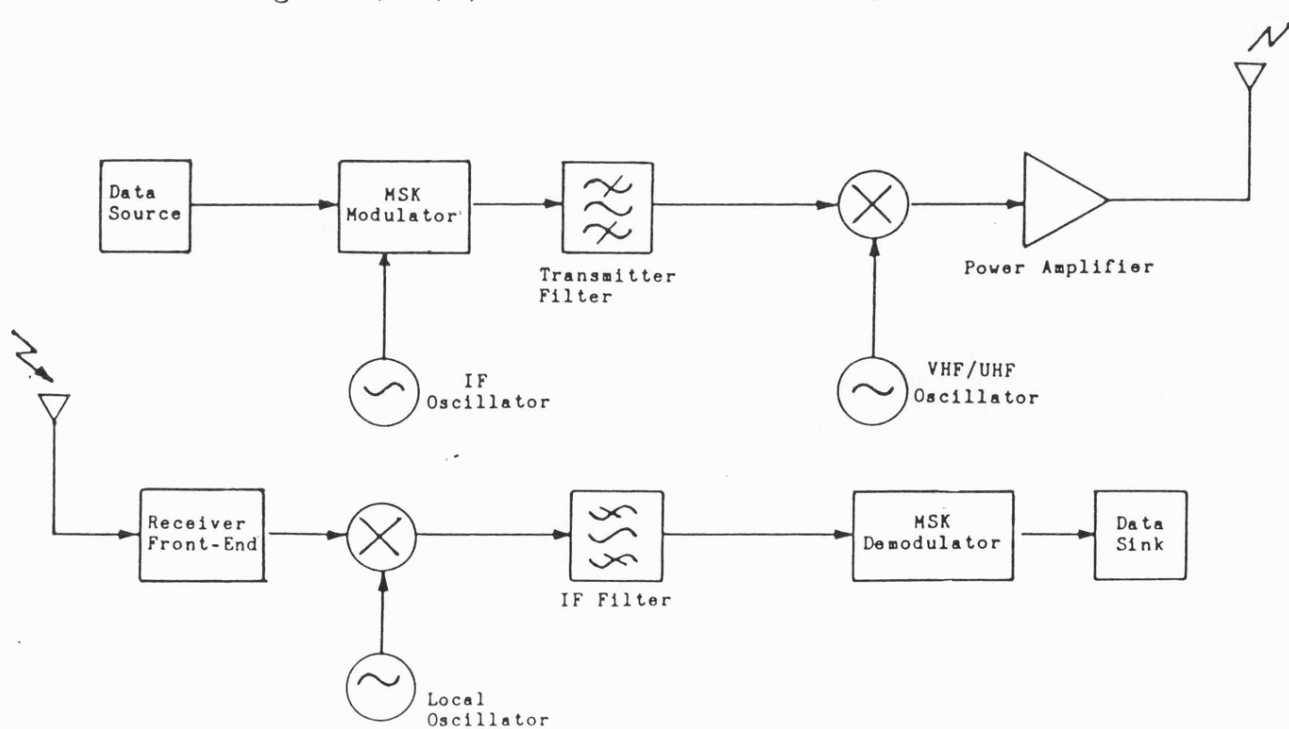 Data
Source
MSK
Modulator
Transmitter
Filter
Power Amplifier
IF
Oscillator
VHF/UHF
Oscillator
Receiver
Front-End
IF Filter
MSK
Demodulator
Data
Sink
Local
Oscillator